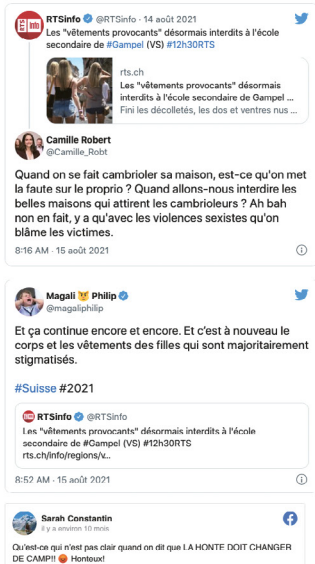 RTSinfo @RTSinfo · 14 août 2021
Les "vêtements provocants" désormais interdits à l'école
secondaire de #Gampel (VS) #12h30RTS
RTS info
rts.ch
Les "vêtements provocants" désormais
interdits à l'école secondaire de Gampel ...
Fini les décolletés, les dos et ventres nus ...
Camille Robert
@Camille_Robt
Quand on se fait cambrioler sa maison, est-ce qu'on met
la faute sur le proprio ? Quand allons-nous interdire les
belles maisons qui attirent les cambrioleurs ? Ah bah
non en fait, y a qu'avec les violences sexistes qu'on
blâme les victimes.
8:16 AM · 15 août 2021
Magali 😼 Philip
@magaliphilip
Et ça continue encore et encore. Et c'est à nouveau le
corps et les vêtements des filles qui sont majoritairement
stigmatisés.
#Suisse #2021
RTSinfo @RTSinfo
Les "vêtements provocants" désormais interdits à l'école
secondaire de #Gampel (VS) #12h30RTS
rts.ch/info/regions/v...
8:52 AM · 15 août 2021
Sarah Constantin
il y a environ 10 mois
Qu'est-ce qui n'est pas clair quand on dit que LA HONTE DOIT CHANGER
DE CAMP!! 😡 Honteux!